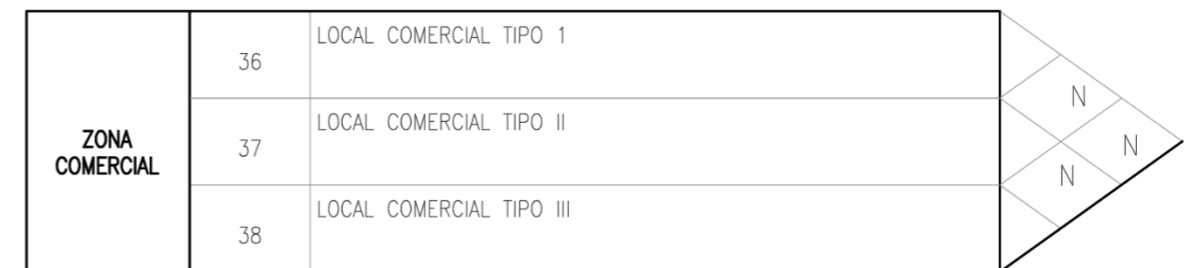 ZONA
COMERCIAL
36
LOCAL COMERCIAL TIPO 1
37
LOCAL COMERCIAL TIPO II
38
LOCAL COMERCIAL TIPO III
N
N
N